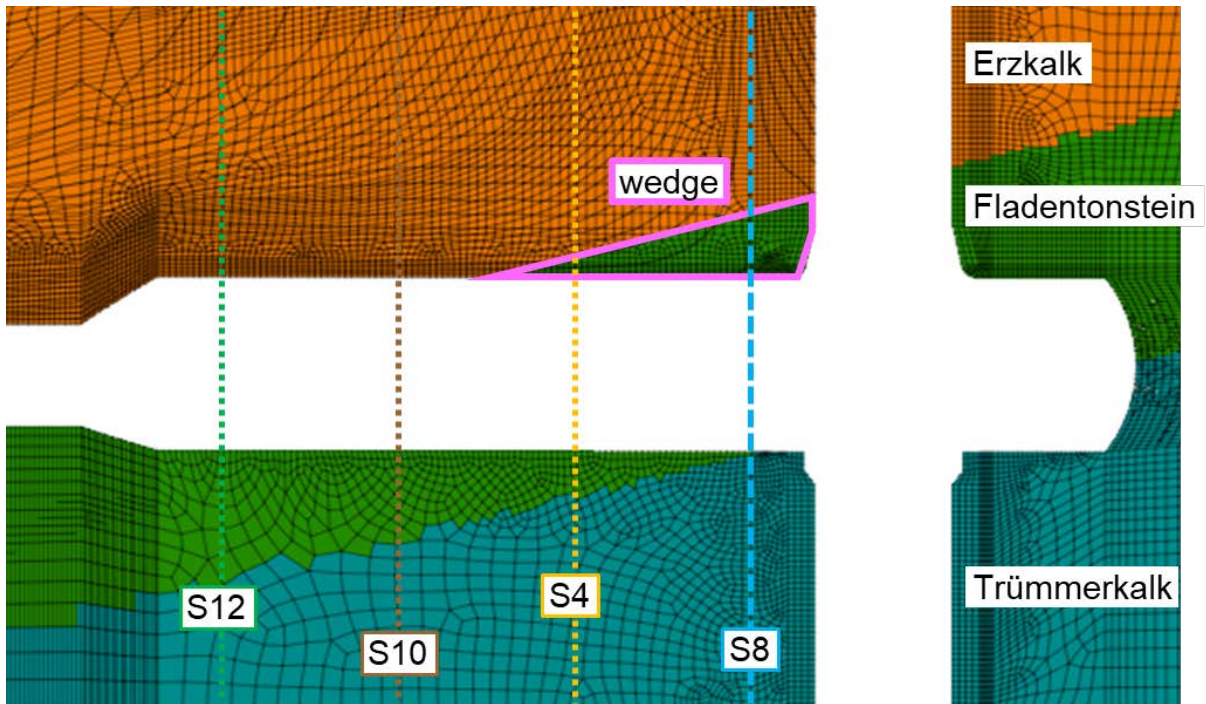 Erzkalk
wedge
Fladentonstein
Trümmerkalk
S12
S4
S10
S8